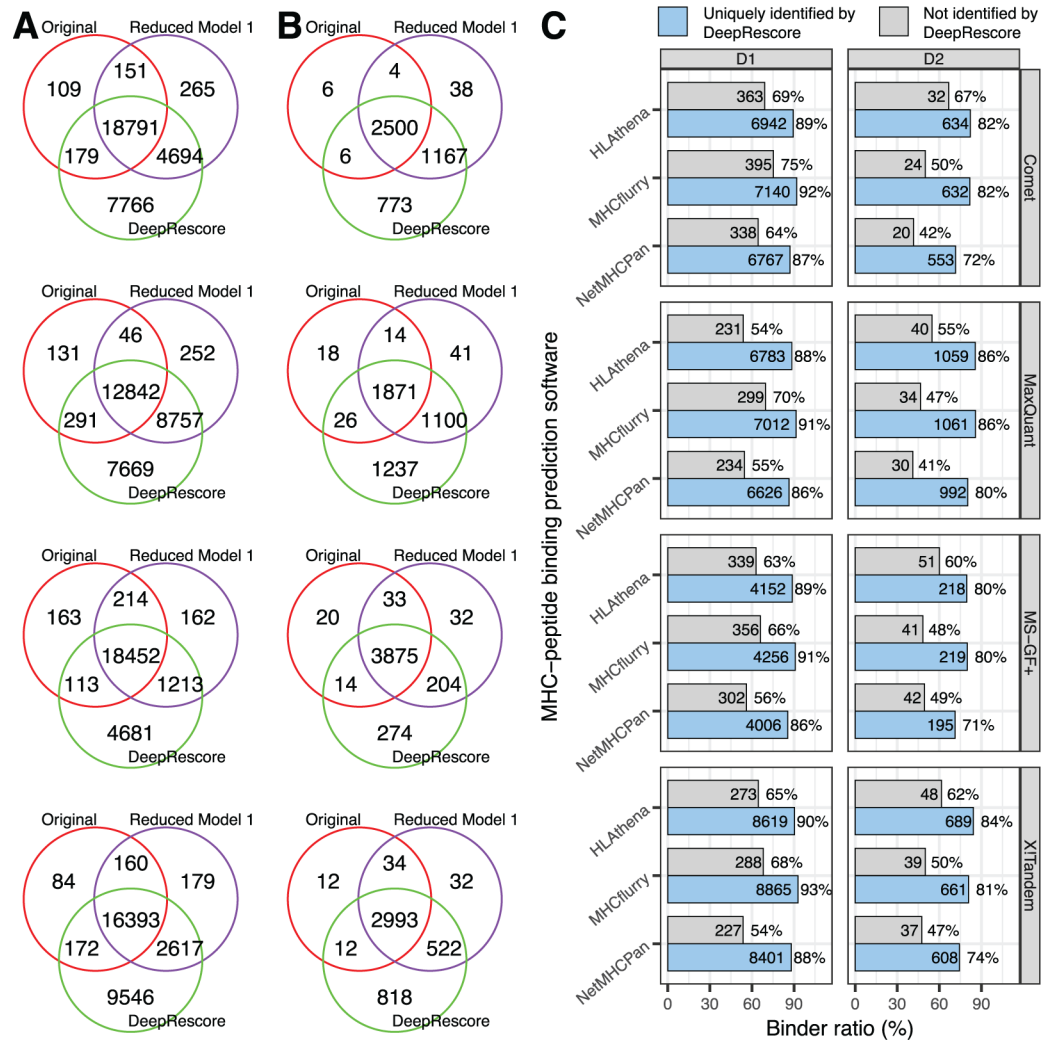 A
Original
Reduced Model 1
109
151
265
18791
179
4694
7766
DeepRescore
Original
Reduced Model 1
131
46
252
12842
291
8757
7669
DeepRescore
Original
Reduced Model 1
163
214
162
18452
113
1213
4681
DeepRescore
Original
Reduced Model 1
84
160
179
16393
172
2617
9546
DeepRescore
B
Original
Reduced Model 1
6
4
38
2500
6
1167
773
DeepRescore
Original
Reduced Model 1
18
14
41
1871
26
1100
1237
DeepRescore
Original
Reduced Model 1
20
33
32
3875
14
204
274
DeepRescore
Original
Reduced Model 1
12
34
32
2993
12
522
818
DeepRescore
C
Uniquely identified by
DeepRescore
Not identified by
DeepRescore
MHC−peptide binding prediction software
D1
D2
HLAthena
363 69%
6942 89%
32 67%
634 82%
MHCflurry
395 75%
7140 92%
24 50%
632 82%
NetMHCPan
338 64%
6767 87%
20 42%
553 72%
Comet
HLAthena
231 54%
6783 88%
40 55%
1059 86%
MHCflurry
299 70%
7012 91%
34 47%
1061 86%
NetMHCPan
234 55%
6626 86%
30 41%
992 80%
MaxQuant
HLAthena
339 63%
4152 89%
51 60%
218 80%
MHCflurry
356 66%
4256 91%
41 48%
219 80%
NetMHCPan
302 56%
4006 86%
42 49%
195 71%
MS−GF+
HLAthena
273 65%
8619 90%
48 62%
689 84%
MHCflurry
288 68%
8865 93%
39 50%
661 81%
NetMHCPan
227 54%
8401 88%
37 47%
608 74%
X!Tandem
0 30 60 90
0 30 60 90
Binder ratio (%)